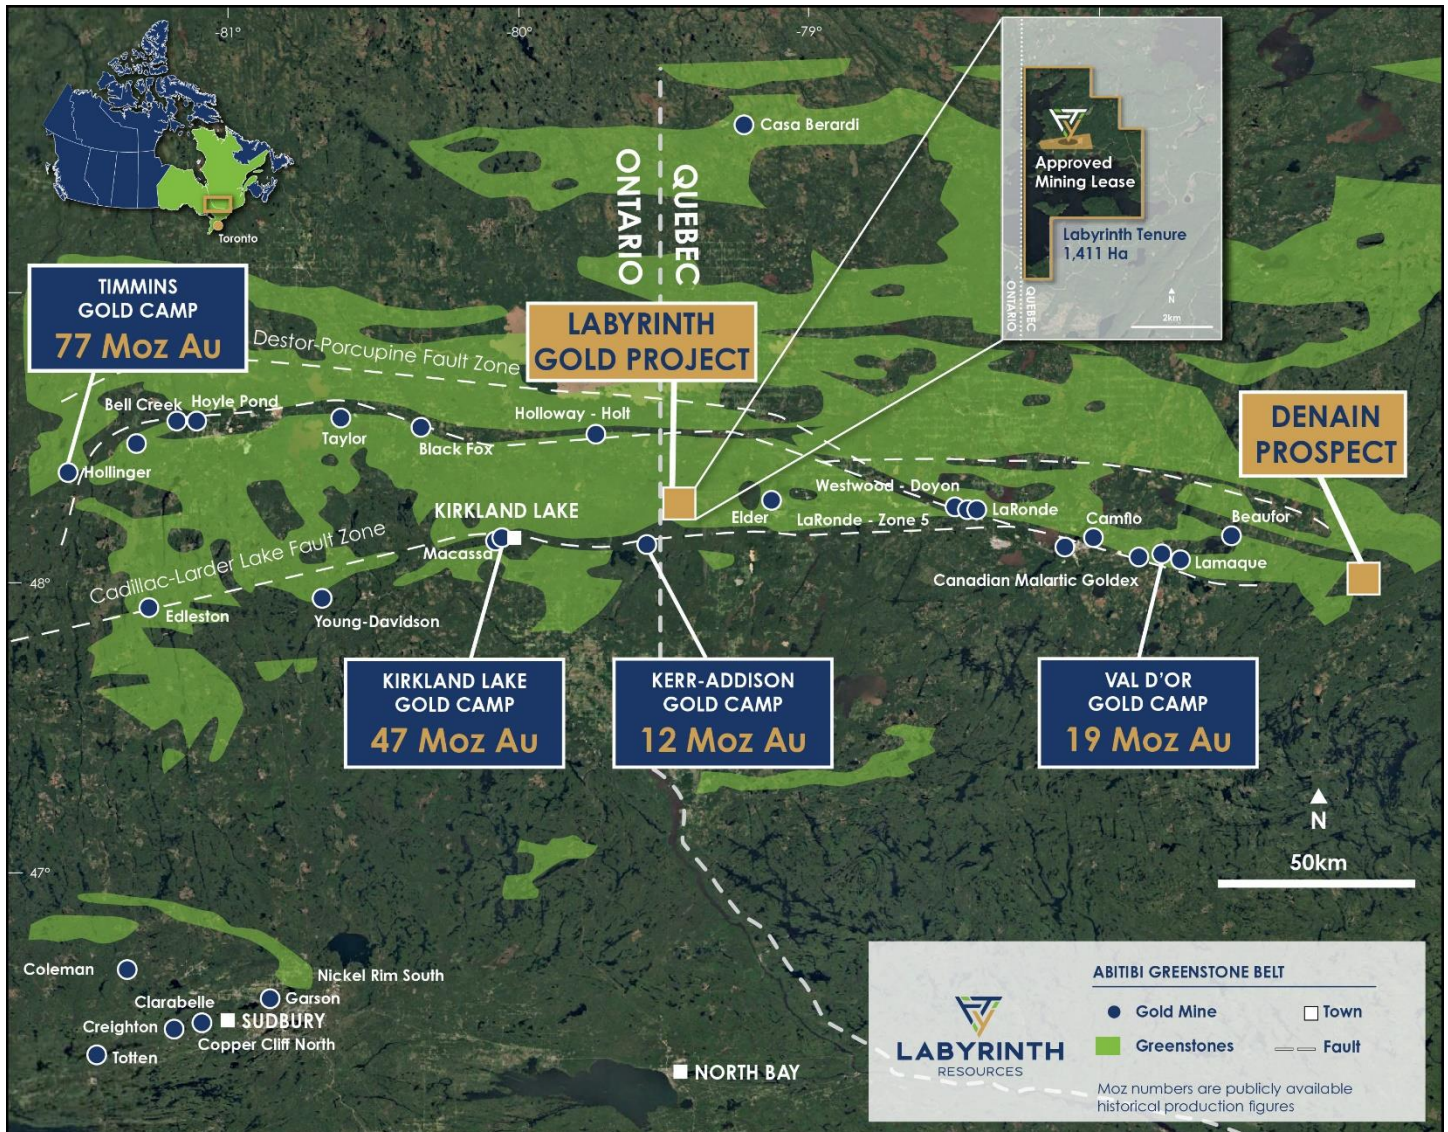 -81°
-80°
-79°
Toronto
Casa Berardi
ONTARIO
QUEBEC
Approved
Mining Lease
Labyrinth Tenure
1,411 Ha
ONTARIO
QUEBEC
N
2km
TIMMINS
GOLD CAMP
77 Moz Au
Destor-Porcupine Fault Zone
LABYRINTH
GOLD PROJECT
DENAIN
PROSPECT
Bell Creek
Hoyle Pond
Taylor
Black Fox
Holloway - Holt
Hollinger
KIRKLAND LAKE
Macassa
Elder
Westwood - Doyon
LaRonde
LaRonde - Zone 5
Camflo
Beaufor
Canadian Malartic
Goldex
Lamaque
Cadillac-Larder Lake Fault Zone
48°
Edleston
Young-Davidson
KIRKLAND LAKE
GOLD CAMP
47 Moz Au
KERR-ADDISON
GOLD CAMP
12 Moz Au
VAL D'OR
GOLD CAMP
19 Moz Au
N
50km
47°
Coleman
Nickel Rim South
Clarabelle
Garson
Creighton
SUDBURY
Copper Cliff North
Totten
NORTH BAY
LABYRINTH
RESOURCES
ABITIBI GREENSTONE BELT
Gold Mine
Town
Greenstones
Fault
Moz numbers are publicly available
historical production figures